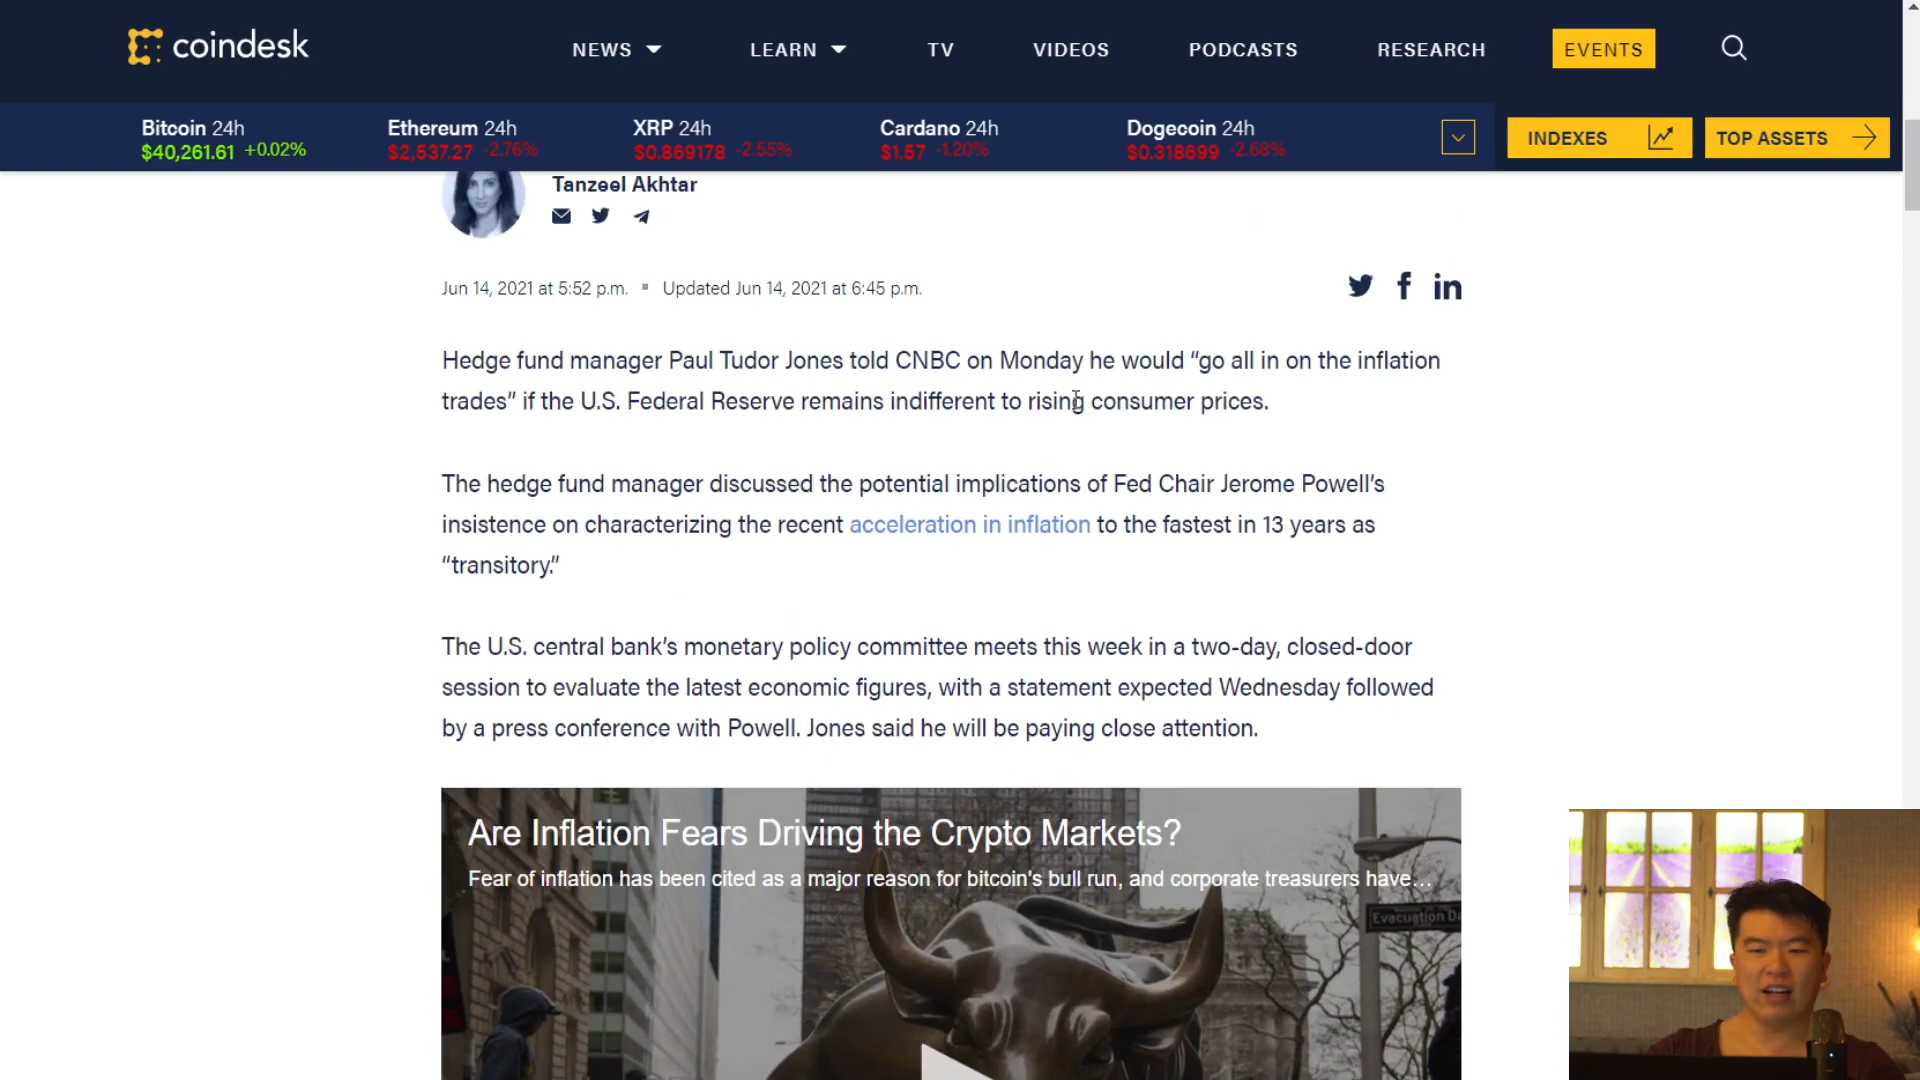 coindesk
NEWS LEARN TV VIDEOS PODCASTS RESEARCH EVENTS
Bitcoin 24h Ethereum 24h XRP 24h Cardano 24h Dogecoin 24h
$40,261.61 +0.02% $2,537.27 -2.76% $0.869178 -2.55% $1.57 -1.20% $0.318699 -2.68%
INDEXES TOP ASSETS
Tanzeel Akhtar
Jun 14, 2021 at 5:52 p.m. ▪ Updated Jun 14, 2021 at 6:45 p.m.
Hedge fund manager Paul Tudor Jones told CNBC on Monday he would “go all in on the inflation
trades” if the U.S. Federal Reserve remains indifferent to rising consumer prices.
The hedge fund manager discussed the potential implications of Fed Chair Jerome Powell’s
insistence on characterizing the recent acceleration in inflation to the fastest in 13 years as
“transitory.”
The U.S. central bank’s monetary policy committee meets this week in a two-day, closed-door
session to evaluate the latest economic figures, with a statement expected Wednesday followed
by a press conference with Powell. Jones said he will be paying close attention.
Are Inflation Fears Driving the Crypto Markets?
Fear of inflation has been cited as a major reason for bitcoin's bull run, and corporate treasurers have…
Evacuation